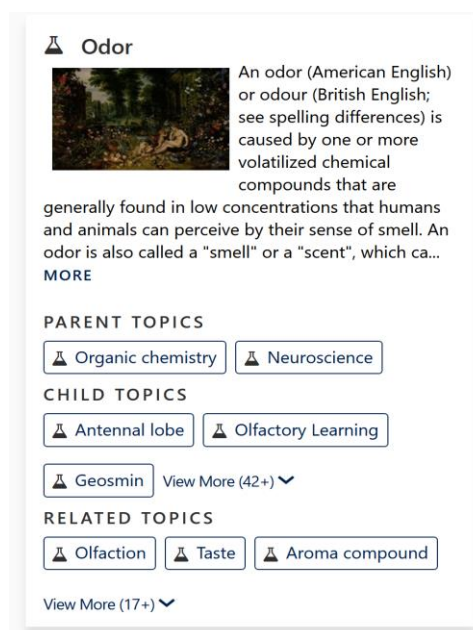 Odor
An odor (American English)
or odour (British English;
see spelling differences) is
caused by one or more
volatilized chemical
compounds that are
generally found in low concentrations that humans
and animals can perceive by their sense of smell. An
odor is also called a "smell" or a "scent", which ca...
MORE
PARENT TOPICS
Organic chemistry Neuroscience
CHILD TOPICS
Antennal lobe Olfactory Learning
Geosmin View More (42+)
RELATED TOPICS
Olfaction Taste Aroma compound
View More (17+)